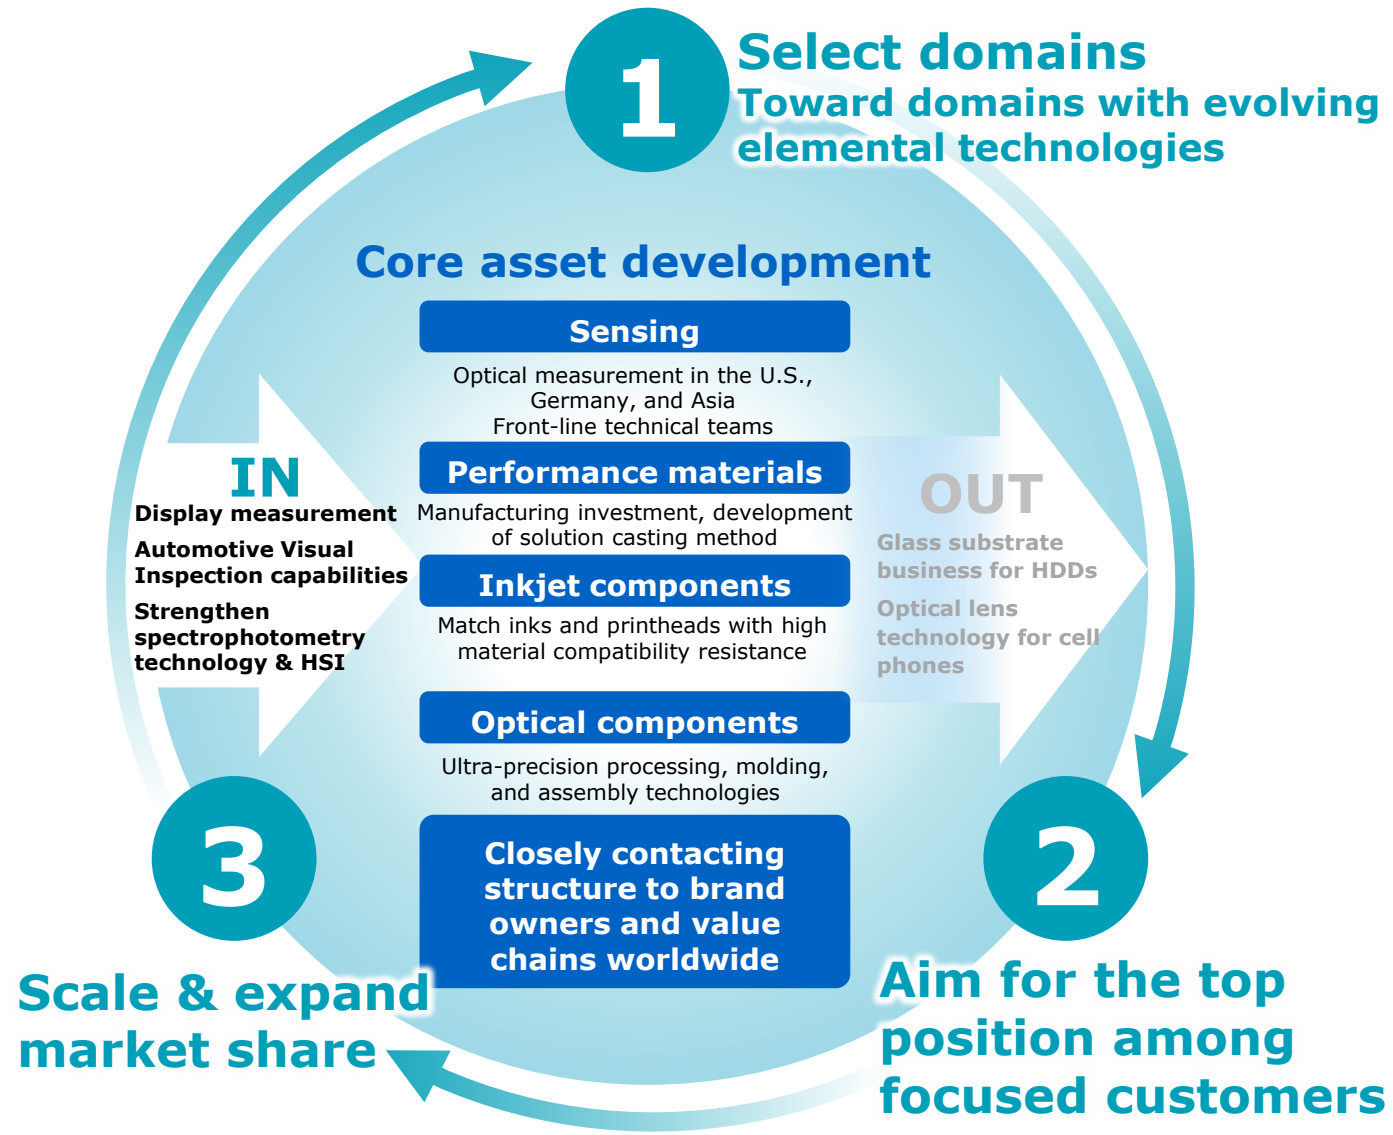 1
Select domains
Toward domains with evolving
elemental technologies
Core asset development
Sensing
Optical measurement in the U.S.,
Germany, and Asia
Front-line technical teams
Performance materials
Manufacturing investment, development
of solution casting method
Inkjet components
Match inks and printheads with high
material compatibility resistance
Optical components
Ultra-precision processing, molding,
and assembly technologies
Closely contacting
structure to brand
owners and value
chains worldwide
IN
Display measurement
Automotive Visual
Inspection capabilities
Strengthen
spectrophotometry
technology & HSI
OUT
Glass substrate
business for HDDs
Optical lens
technology for cell
phones
2
Aim for the top
position among
focused customers
3
Scale & expand
market share